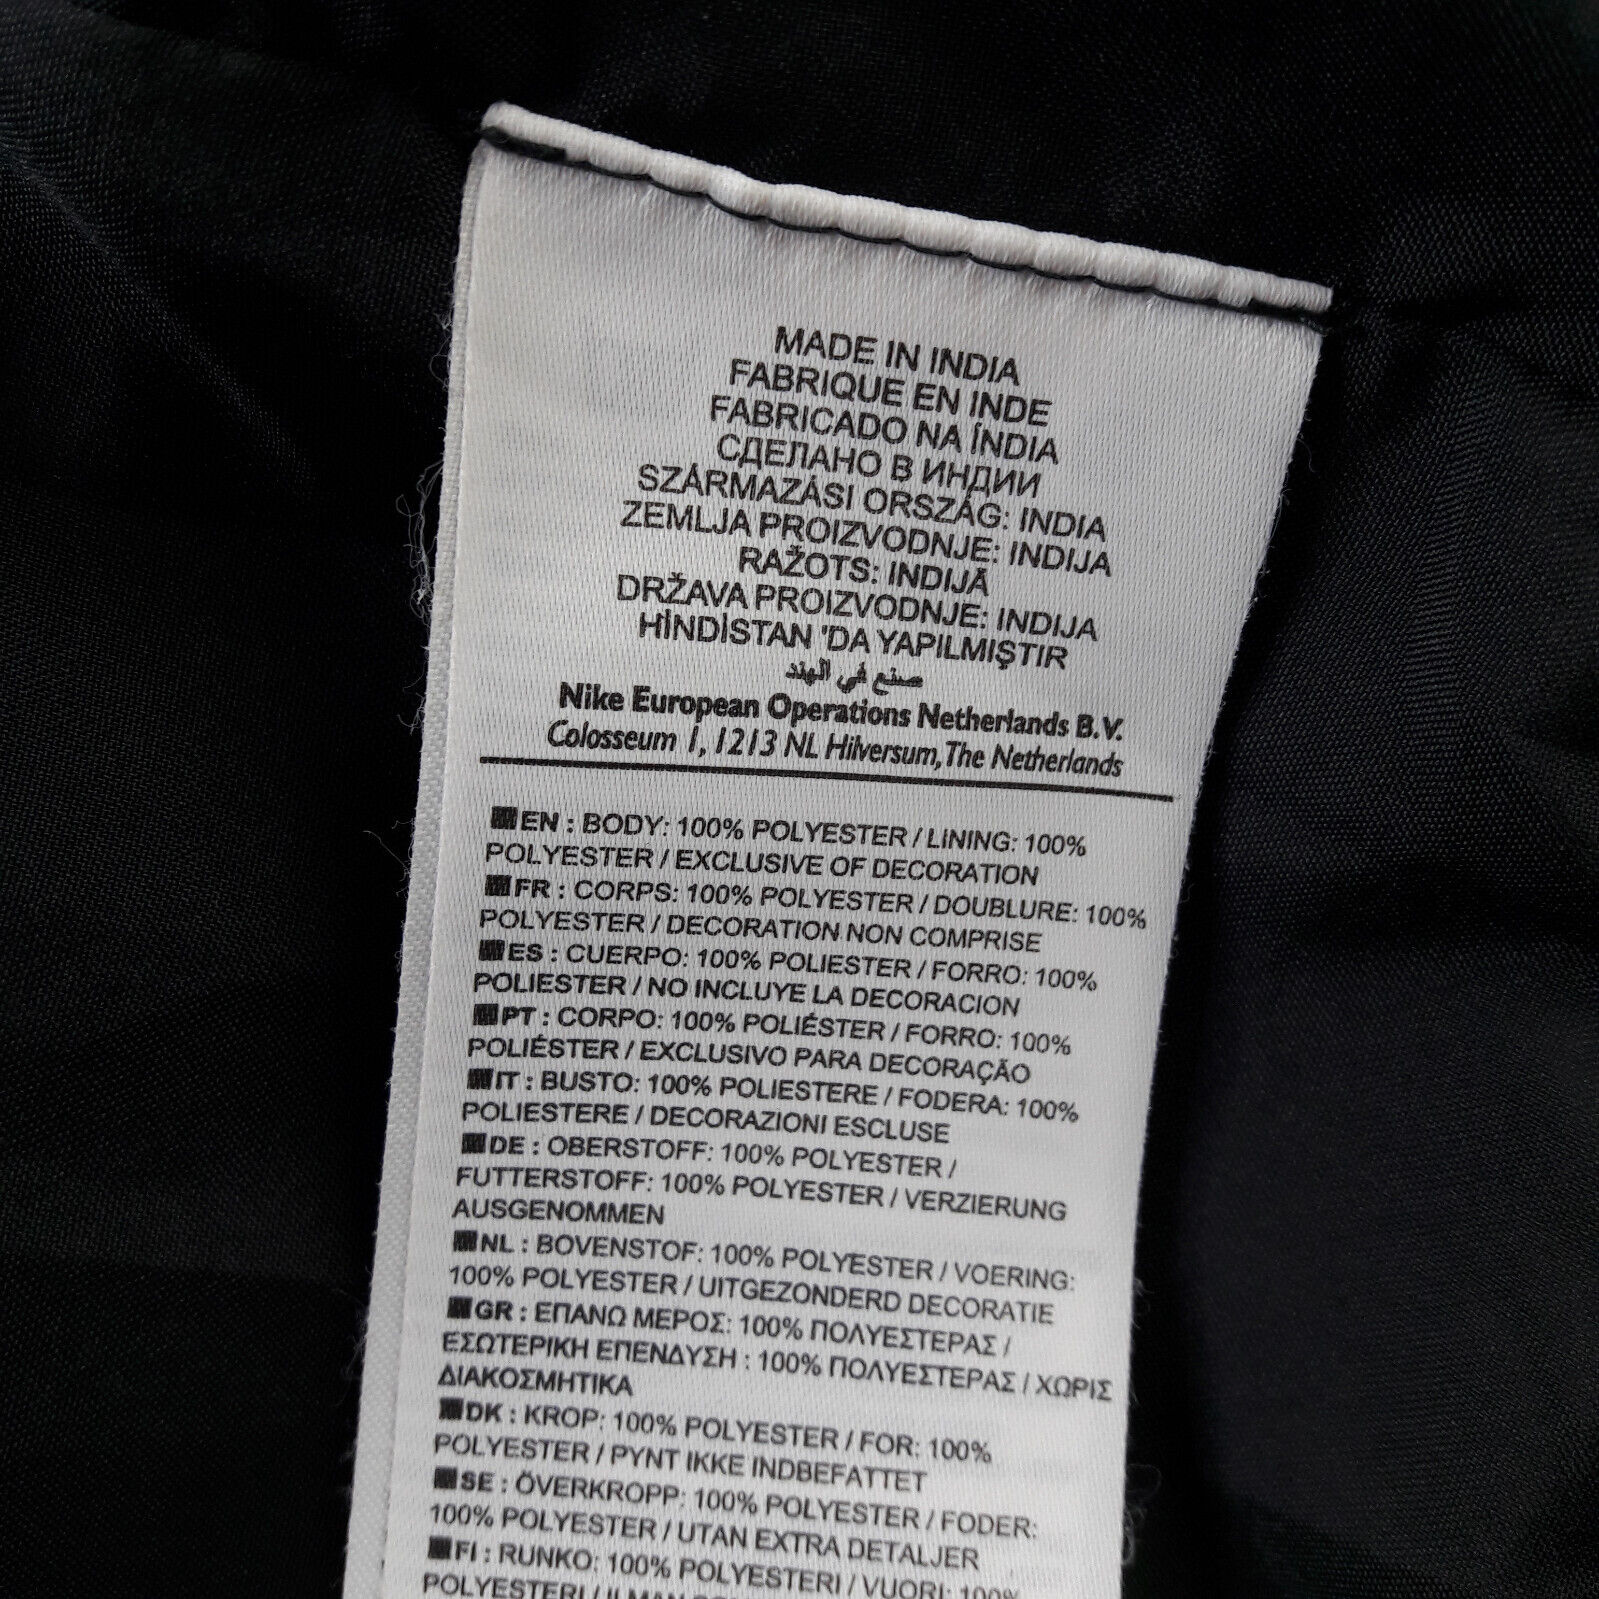 MADE IN INDIA
FABRIQUE EN INDE
FABRICADO NA ÍNDIA
СДЕЛАНО В ИНДИИ
SZÁRMAZÁSI ORSZÁG: INDIA
ZEMLJA PROIZVODNJE: INDIJA
RAŽOTS: INDIJĀ
DRŽAVA PROIZVODNJE: INDIJA
HİNDİSTAN 'DA YAPILMIŞTIR
صنع في الهند
Nike European Operations Netherlands B.V.
Colosseum 1, 1213 NL Hilversum, The Netherlands
EN : BODY: 100% POLYESTER / LINING: 100%
POLYESTER / EXCLUSIVE OF DECORATION
FR : CORPS: 100% POLYESTER / DOUBLURE: 100%
POLYESTER / DECORATION NON COMPRISE
ES : CUERPO: 100% POLIESTER / FORRO: 100%
POLIESTER / NO INCLUYE LA DECORACION
PT : CORPO: 100% POLIÉSTER / FORRO: 100%
POLIÉSTER / EXCLUSIVO PARA DECORAÇÃO
IT : BUSTO: 100% POLIESTERE / FODERA: 100%
POLIESTERE / DECORAZIONI ESCLUSE
DE : OBERSTOFF: 100% POLYESTER /
FUTTERSTOFF: 100% POLYESTER / VERZIERUNG
AUSGENOMMEN
NL : BOVENSTOF: 100% POLYESTER / VOERING:
100% POLYESTER / UITGEZONDERD DECORATIE
GR : ΕΠΑΝΩ ΜΕΡΟΣ: 100% ΠΟΛΥΕΣΤΕΡΑΣ /
ΕΣΩΤΕΡΙΚΗ ΕΠΕΝΔΥΣΗ : 100% ΠΟΛΥΕΣΤΕΡΑΣ / ΧΩΡΙΣ
ΔΙΑΚΟΣΜΗΤΙΚΑ
DK : KROP: 100% POLYESTER / FOR: 100%
POLYESTER / PYNT IKKE INDBEFATTET
SE : ÖVERKROPP: 100% POLYESTER / FODER:
100% POLYESTER / UTAN EXTRA DETALJER
FI : RUNKO: 100% POLYESTERI / VUORI: 100%
POLYESTERI / ILMAN